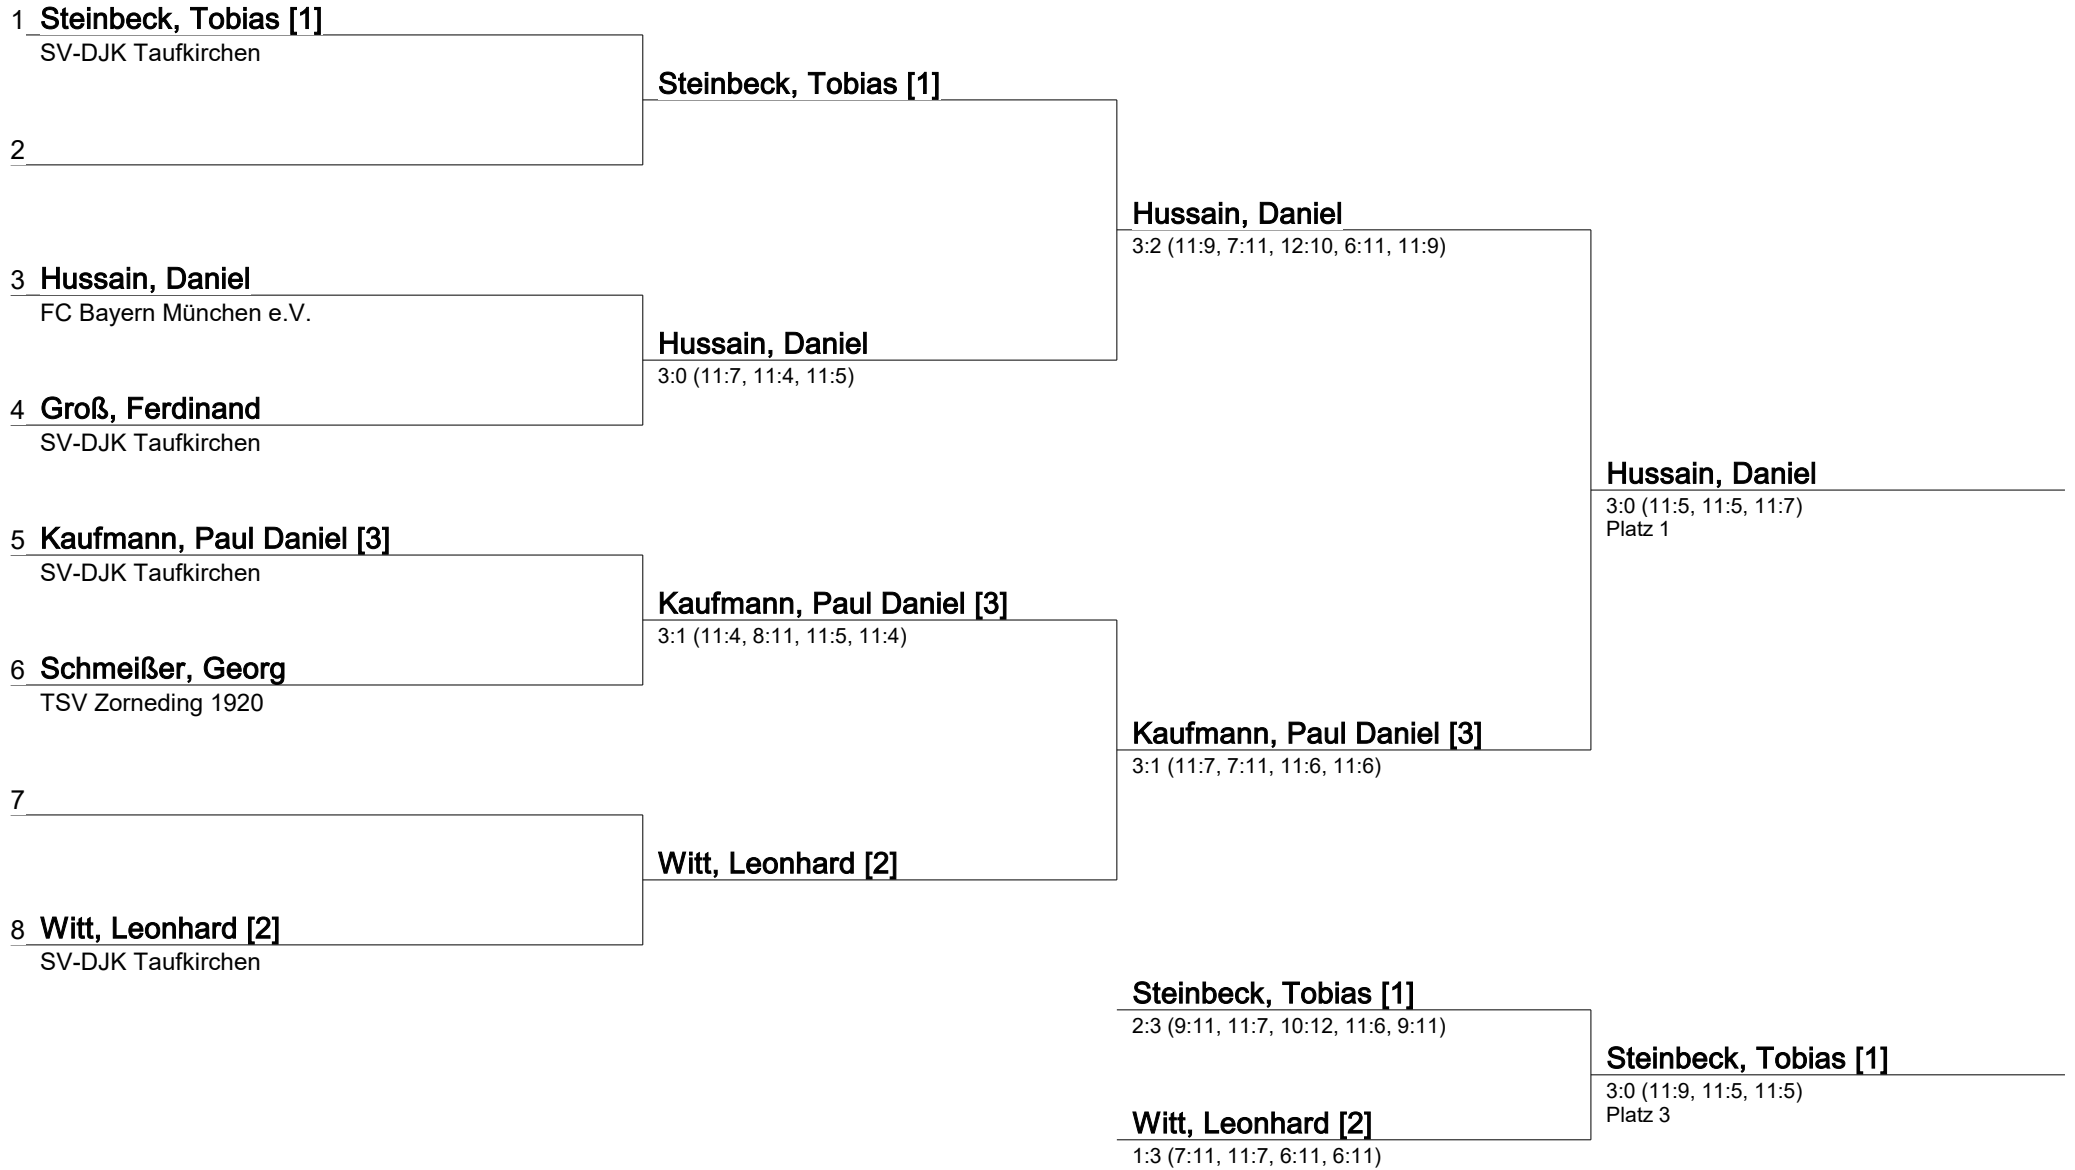 1 Steinbeck, Tobias [1]
SV-DJK Taufkirchen
Steinbeck, Tobias [1]
2
Hussain, Daniel
3:2 (11:9, 7:11, 12:10, 6:11, 11:9)
3 Hussain, Daniel
FC Bayern München e.V.
Hussain, Daniel
3:0 (11:7, 11:4, 11:5)
4 Groß, Ferdinand
SV-DJK Taufkirchen
Hussain, Daniel
3:0 (11:5, 11:5, 11:7)
Platz 1
5 Kaufmann, Paul Daniel [3]
SV-DJK Taufkirchen
Kaufmann, Paul Daniel [3]
3:1 (11:4, 8:11, 11:5, 11:4)
6 Schmeißer, Georg
TSV Zorneding 1920
Kaufmann, Paul Daniel [3]
3:1 (11:7, 7:11, 11:6, 11:6)
7
Witt, Leonhard [2]
8 Witt, Leonhard [2]
SV-DJK Taufkirchen
Steinbeck, Tobias [1]
2:3 (9:11, 11:7, 10:12, 11:6, 9:11)
Steinbeck, Tobias [1]
3:0 (11:9, 11:5, 11:5)
Platz 3
Witt, Leonhard [2]
1:3 (7:11, 11:7, 6:11, 6:11)